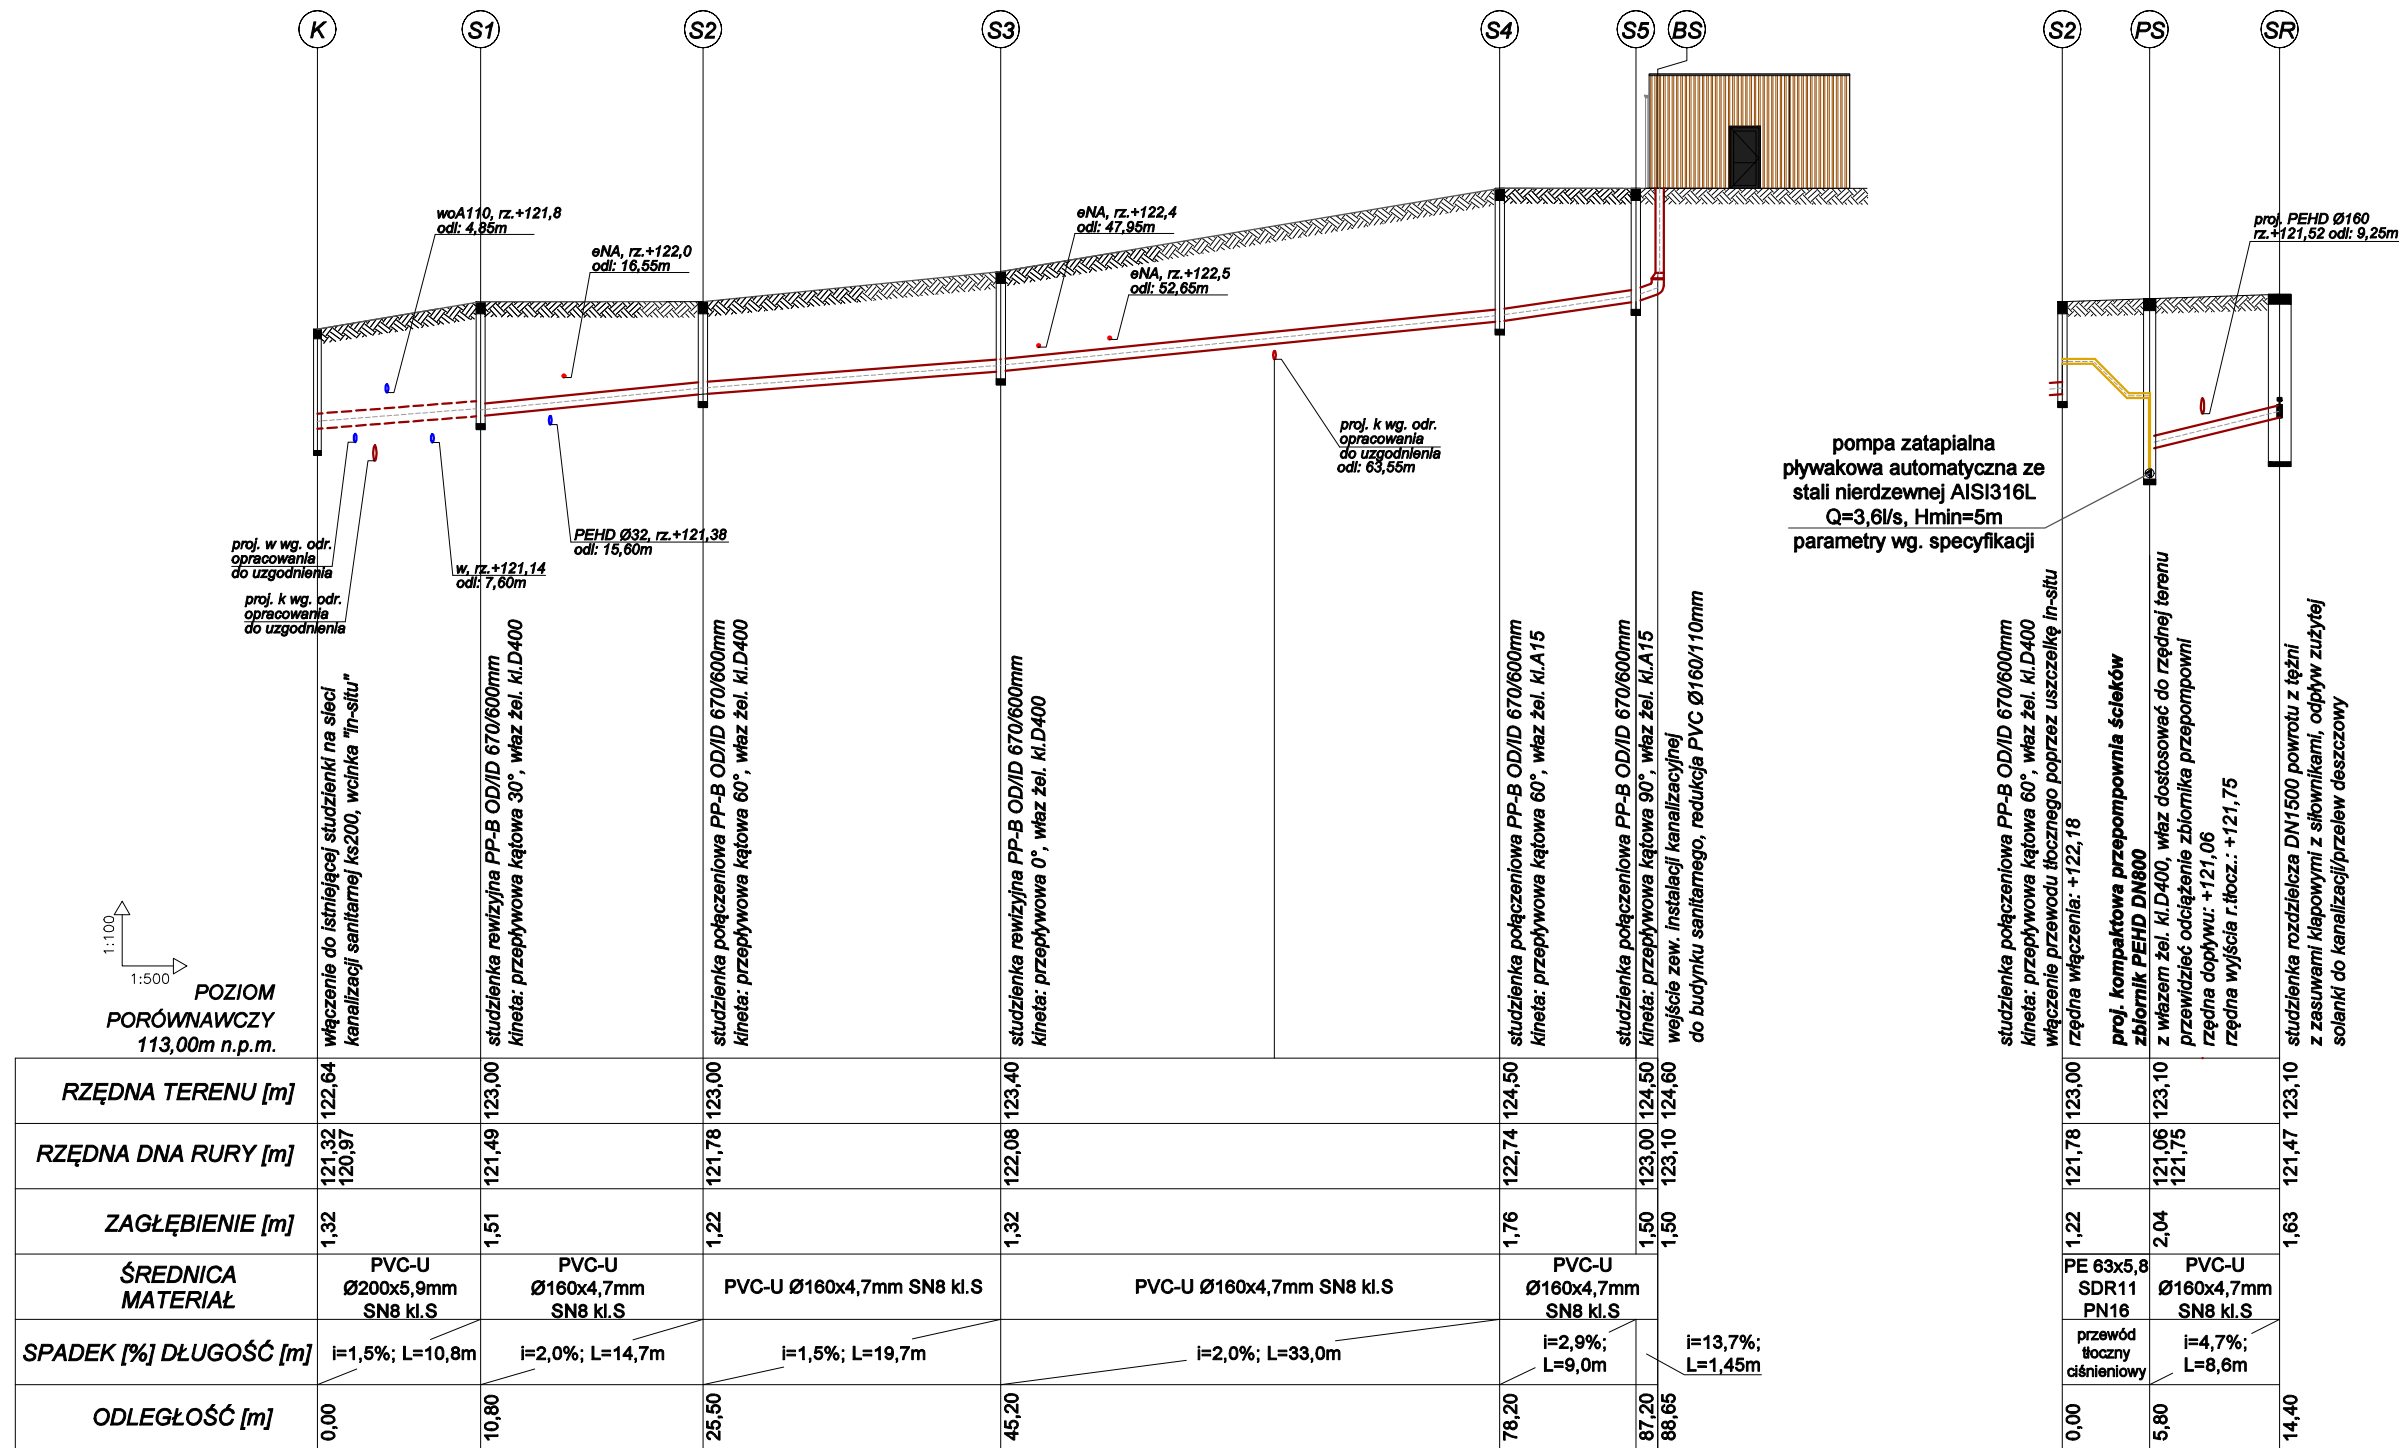 K
S1
S2
S3
S4
S5
BS
S2
PS
SR
woA110, rz.+121,8
odl: 4,85m
eNA, rz.+122,0
odl: 16,55m
eNA, rz.+122,4
odl: 47,95m
eNA, rz.+122,5
odl: 52,65m
proj. PEHD Ø160
rz.+121,52 odl: 9,25m
proj. k wg. odr.
opracowania
do uzgodnienia
odl: 63,55m
pompa zatapialna
pływakowa automatyczna ze
stali nierdzewnej AISI316L
Q=3,6l/s, Hmin=5m
parametry wg. specyfikacji
proj. w wg. odr.
opracowania
do uzgodnienia
proj. k wg. odr.
opracowania
do uzgodnienia
w, rz.+121,14
odl: 7,60m
PEHD Ø32, rz.+121,38
odl: 15,60m
włączenie do istniejącej studzienki na sieci
kanalizacji sanitarnej ks200, wcinka "in-situ"
studzienka rewizyjna PP-B OD/ID 670/600mm
kineta: przepływowa kątowa 30°, właz żel. kl.D400
studzienka połączeniowa PP-B OD/ID 670/600mm
kineta: przepływowa kątowa 60°, właz żel. kl.D400
studzienka rewizyjna PP-B OD/ID 670/600mm
kineta: przepływowa 0°, właz żel. kl.D400
studzienka połączeniowa PP-B OD/ID 670/600mm
kineta: przepływowa kątowa 60°, właz żel. kl.A15
studzienka połączeniowa PP-B OD/ID 670/600mm
kineta: przepływowa kątowa 90°, właz żel. kl.A15
wejście zew. instalacji kanalizacyjnej
do budynku sanitarnego, redukcja PVC Ø160/110mm
studzienka połączeniowa PP-B OD/ID 670/600mm
kineta: przepływowa kątowa 60°, właz żel. kl.D400
włączenie przewodu tłocznego poprzez uszczelkę in-situ
rzędna włączenia: +122,18
proj. kompaktowa przepompownia ścieków
zbiornik PEHD DN800
z włazem żel. kl.D400, właz dostosować do rzędnej terenu
przewidzieć odciążenie zbiornika przepompowni
rzędna dopływu: +121,06
rzędna wyjścia r.tłocz.: +121,75
studzienka rozdzielcza DN1500 powrotu z tężni
z zasuwami klapowymi z siłownikami, odpływ zużytej
solanki do kanalizacji/przelew deszczowy
1:100
1:500
POZIOM
PORÓWNAWCZY
113,00m n.p.m.
RZĘDNA TERENU [m]
122,64
123,00
123,00
123,40
124,50
124,50
124,60
123,00
123,10
123,10
RZĘDNA DNA RURY [m]
121,32
120,97
121,49
121,78
122,08
122,74
123,00
123,10
121,78
121,06
121,75
121,47
ZAGŁĘBIENIE [m]
1,32
1,51
1,22
1,32
1,76
1,50
1,50
1,22
2,04
1,63
ŚREDNICA
MATERIAŁ
PVC-U
Ø200x5,9mm
SN8 kl.S
PVC-U
Ø160x4,7mm
SN8 kl.S
PVC-U Ø160x4,7mm SN8 kl.S
PVC-U Ø160x4,7mm SN8 kl.S
PVC-U
Ø160x4,7mm
SN8 kl.S
PE 63x5,8
SDR11
PN16
PVC-U
Ø160x4,7mm
SN8 kl.S
SPADEK [%] DŁUGOŚĆ [m]
i=1,5%; L=10,8m
i=2,0%; L=14,7m
i=1,5%; L=19,7m
i=2,0%; L=33,0m
i=2,9%;
L=9,0m
i=13,7%;
L=1,45m
przewód
tłoczny
ciśnieniowy
i=4,7%;
L=8,6m
ODLEGŁOŚĆ [m]
0,00
10,80
25,50
45,20
78,20
87,20
88,65
0,00
5,80
14,40